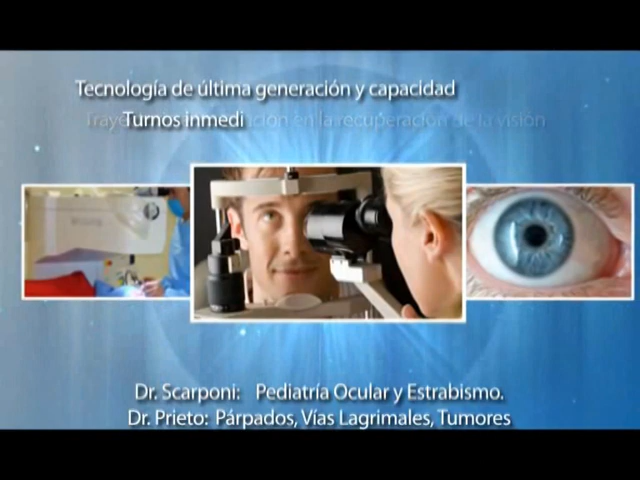 Tecnología de última generación y capacidad
Turnos inmedi
en la recuperación de la visión
Dr. Scarponi: Pediatría Ocular y Estrabismo.
Dr. Prieto: Párpados, Vías Lagrimales, Tumores